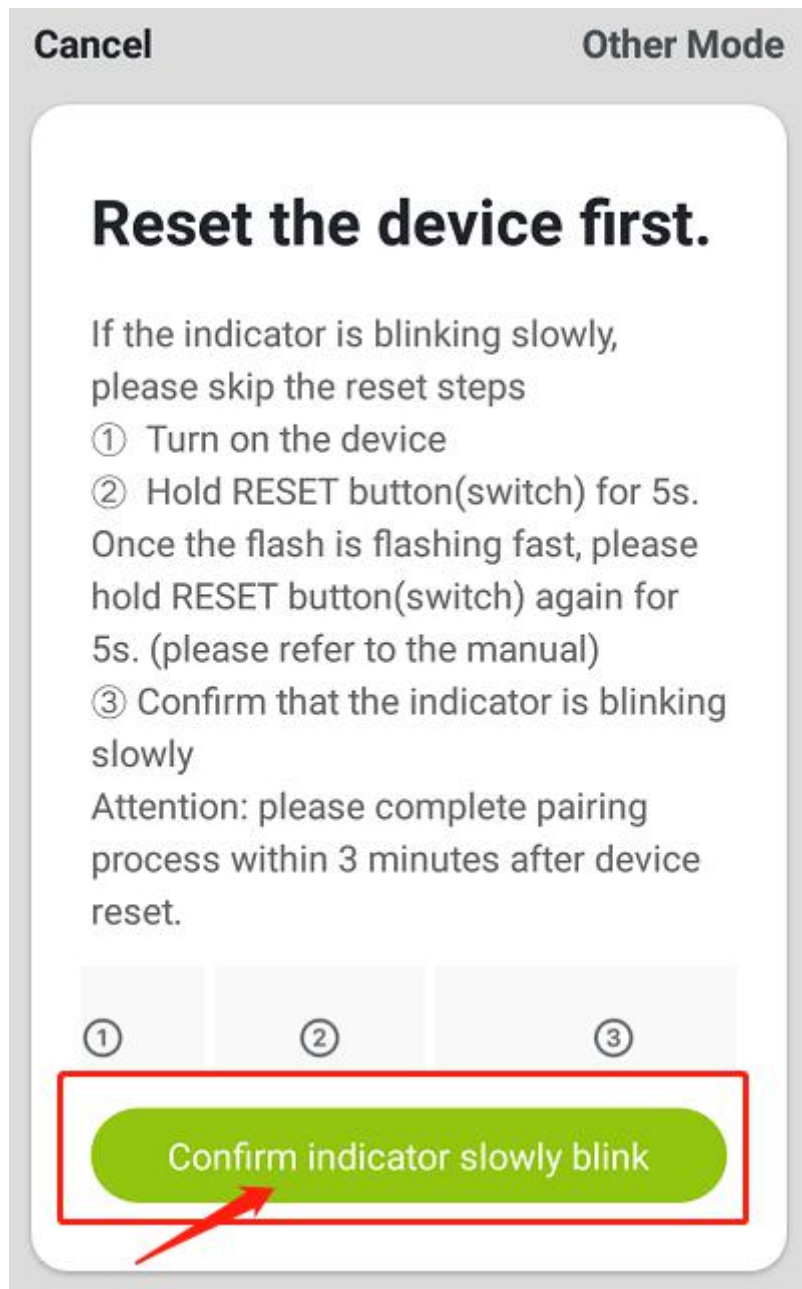 Cancel
Other Mode
Reset the device first.
If the indicator is blinking slowly,
please skip the reset steps
① Turn on the device
② Hold RESET button(switch) for 5s.
Once the flash is flashing fast, please
hold RESET button(switch) again for
5s. (please refer to the manual)
③ Confirm that the indicator is blinking
slowly
Attention: please complete pairing
process within 3 minutes after device
reset.
① ② ③
Confirm indicator slowly blink